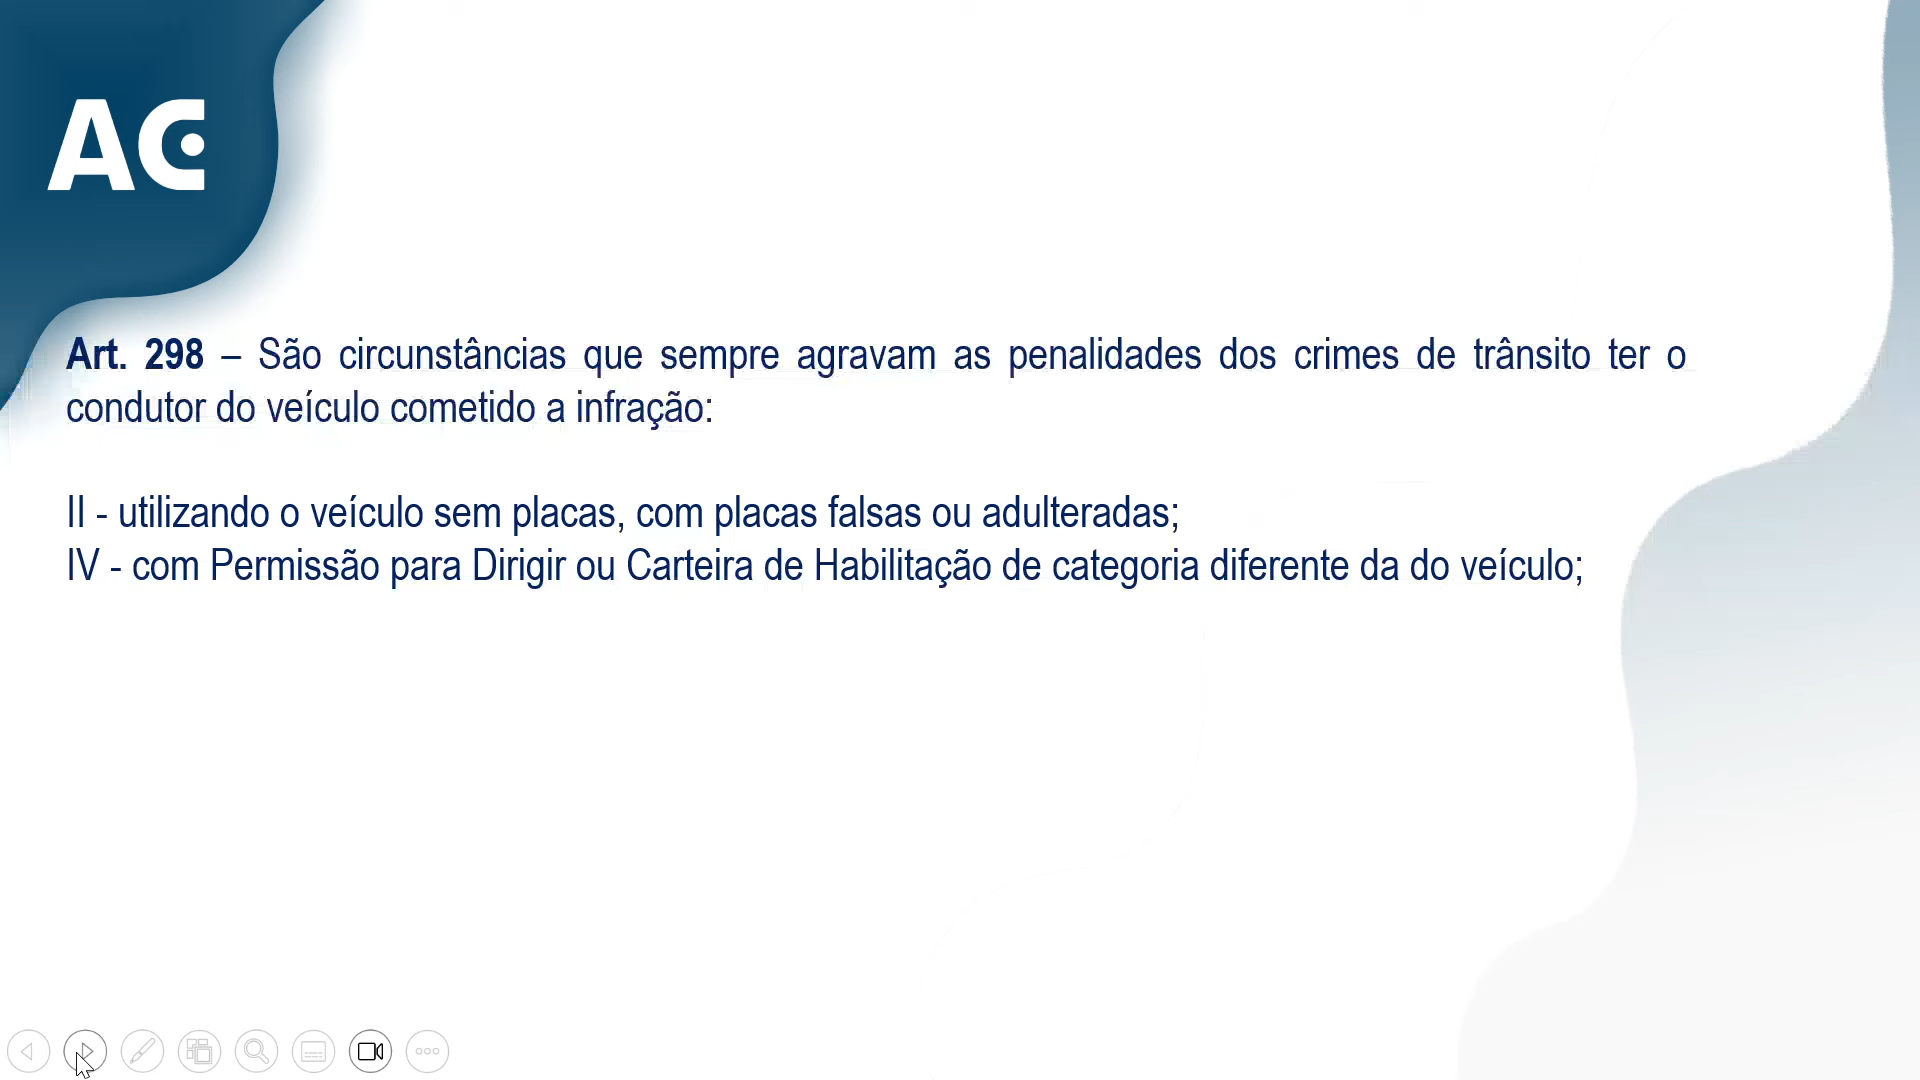 AC
Art. 298 – São circunstâncias que sempre agravam as penalidades dos crimes de trânsito ter o
condutor do veículo cometido a infração:
II - utilizando o veículo sem placas, com placas falsas ou adulteradas;
IV - com Permissão para Dirigir ou Carteira de Habilitação de categoria diferente da do veículo;